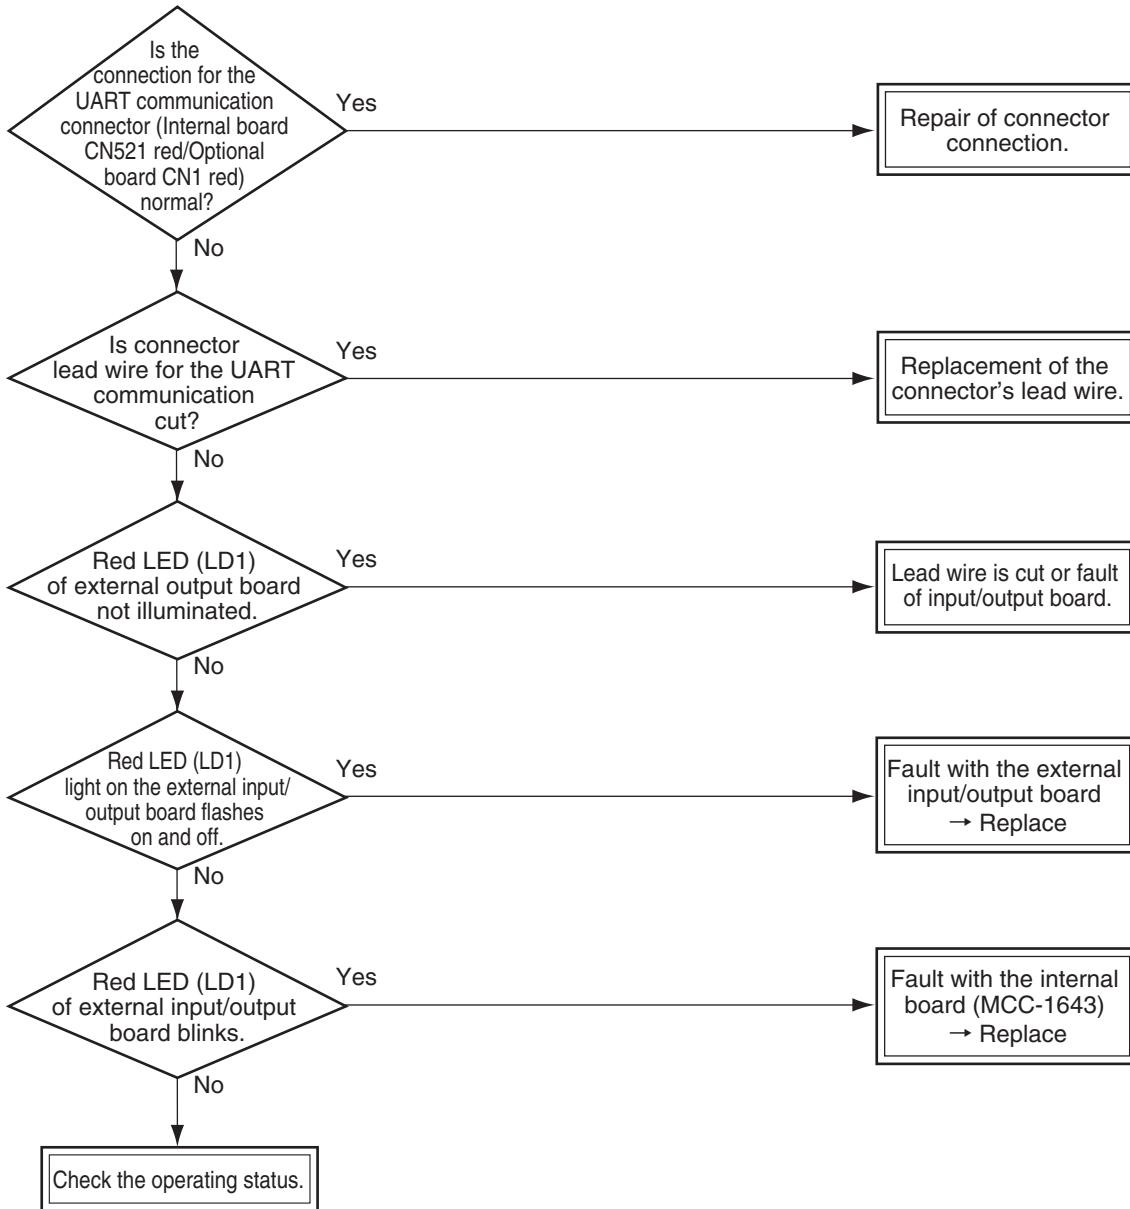 Is the
connection for the
UART communication
connector (Internal board
CN521 red/Optional
board CN1 red)
normal?
Yes
Repair of connector
connection.
No
Is connector
lead wire for the UART
communication
cut?
Yes
Replacement of the
connector’s lead wire.
No
Red LED (LD1)
of external output board
not illuminated.
Yes
Lead wire is cut or fault
of input/output board.
No
Red LED (LD1)
light on the external input/
output board flashes
on and off.
Yes
Fault with the external
input/output board
→ Replace
No
Red LED (LD1)
of external input/output
board blinks.
Yes
Fault with the internal
board (MCC-1643)
→ Replace
No
Check the operating status.